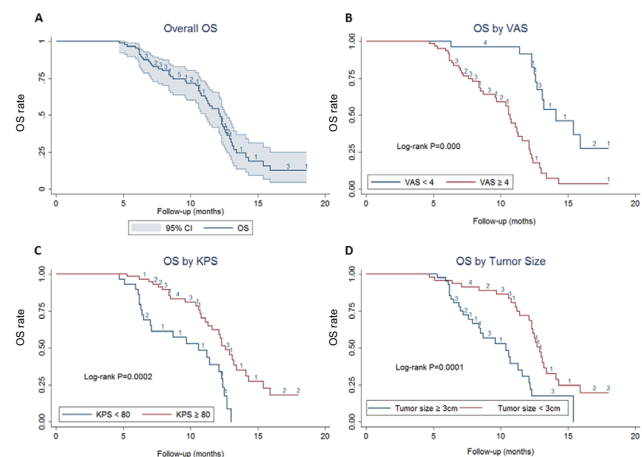 A
Overall OS
OS rate
1
.75
.5
.25
0
0
5
10
15
20
Follow-up (months)
95% CI
OS
B
OS by VAS
OS rate
1.00
0.75
0.50
0.25
0.00
Log-rank P=0.000
VAS < 4
VAS ≥ 4
0
5
10
15
20
Follow-up (moths)
C
OS by KPS
OS rate
1.00
0.75
0.50
0.25
0.00
Log-rank P=0.0002
KPS < 80
KPS ≥ 80
0
5
10
15
20
Follow-up (months)
D
OS by Tumor Size
OS rate
1.00
0.75
0.50
0.25
0.00
Log-rank P=0.0001
Tumor size ≥ 3cm
Tumor size < 3cm
0
5
10
15
20
Follow-up (months)